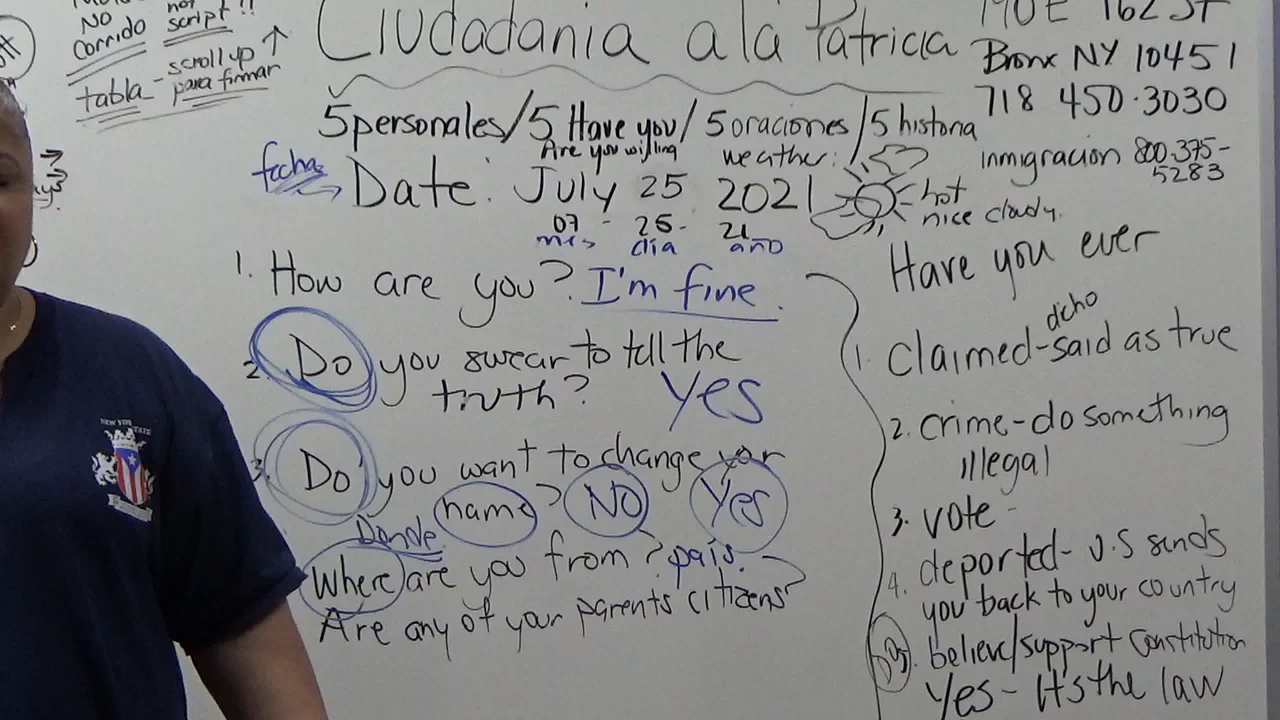 not
NO script!!
Corrido
scroll up ↑
tabla - para firmar
Ciudadania a la Patricia
190 E 162 ST
Bronx NY 10451
718 450·3030
5 personales/5 Have you/5 oraciones/5 historia
Are you willing weather:
inmigracion 800-375-
5283
fecha → Date: July 25 2021
hot
nice cloudy.
07 - 25 - 21
mes dia año
1. How are you? I'm fine.
2. Do you swear to tell the
truth? Yes
3. Do you want to change yor
name? NO Yes
Donde
Where are you from? país.
Are any of your parents citizens
Have you ever
dicho
1. Claimed-said as true
2. crime-do something
illegal
3. vote -
4. deported- U.S sends
you back to your country
believe/support constitution
Yes - It's the law
NEW YORK STATE